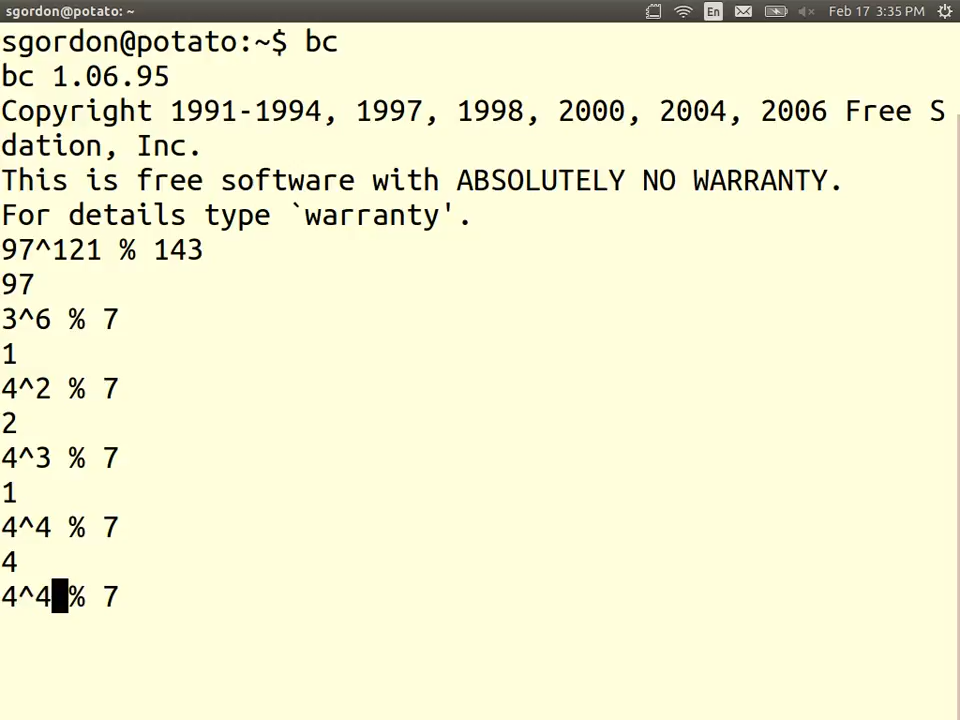 sgordon@potato: ~
En
Feb 17 3:35 PM
sgordon@potato:~$ bc
bc 1.06.95
Copyright 1991-1994, 1997, 1998, 2000, 2004, 2006 Free S
dation, Inc.
This is free software with ABSOLUTELY NO WARRANTY.
For details type `warranty'.
97^121 % 143
97
3^6 % 7
1
4^2 % 7
2
4^3 % 7
1
4^4 % 7
4
4^4 % 7